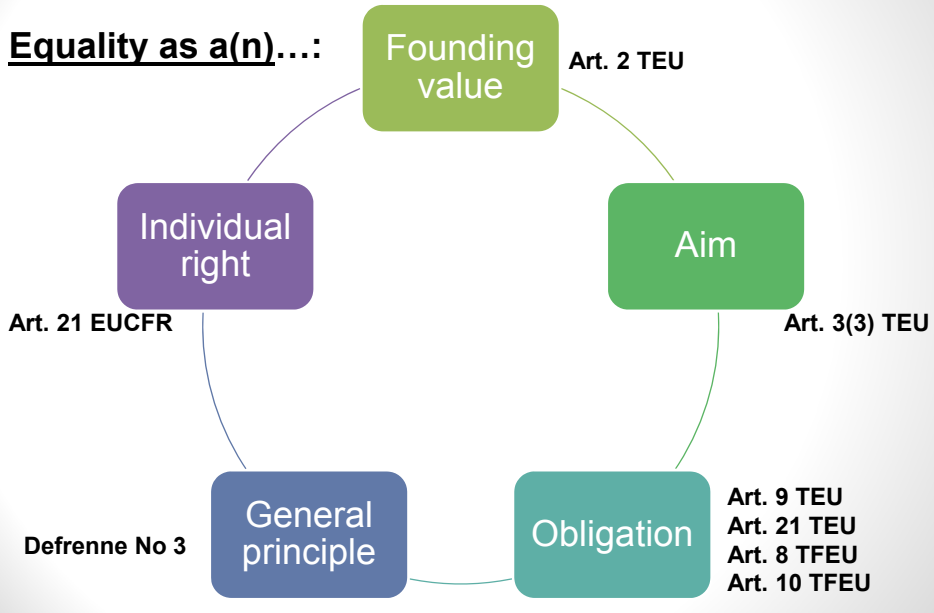 Equality as a(n)…:
Founding
value
Art. 2 TEU
Aim
Art. 3(3) TEU
Obligation
Art. 9 TEU
Art. 21 TEU
Art. 8 TFEU
Art. 10 TFEU
General
principle
Defrenne No 3
Individual
right
Art. 21 EUCFR